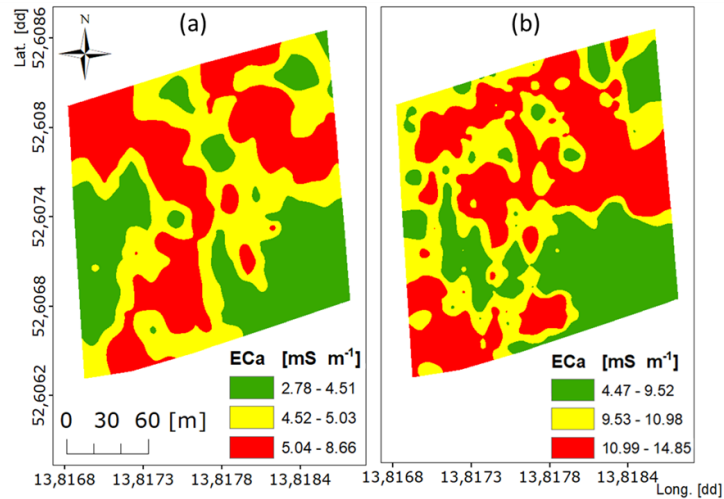 (a)
(b)
N
Lat. [dd]
52,6086
52,608
52,6074
52,6068
52,6062
ECa [mS m⁻¹]
2.78 - 4.51
4.52 - 5.03
5.04 - 8.66
0 30 60 [m]
ECa [mS m⁻¹]
4.47 - 9.52
9.53 - 10.98
10.99 - 14.85
13,8168 13,8173 13,8178 13,8184
13,8168 13,8173 13,8178 13,8184
Long. [dd]